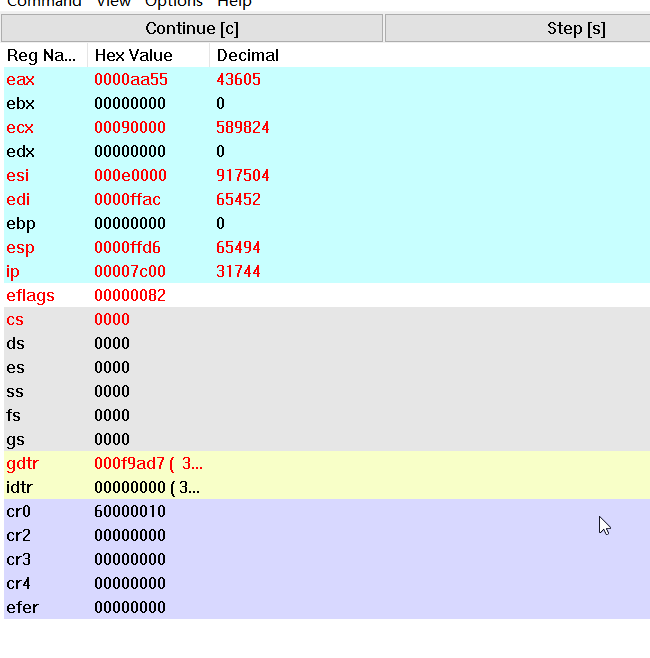 Command View Options Help
Continue [c] Step [s]
Reg Na... Hex Value Decimal
eax 0000aa55 43605
ebx 00000000 0
ecx 00090000 589824
edx 00000000 0
esi 000e0000 917504
edi 0000ffac 65452
ebp 00000000 0
esp 0000ffd6 65494
ip 00007c00 31744
eflags 00000082
cs 0000
ds 0000
es 0000
ss 0000
fs 0000
gs 0000
gdtr 000f9ad7 ( 3...
idtr 00000000 ( 3...
cr0 60000010
cr2 00000000
cr3 00000000
cr4 00000000
efer 00000000